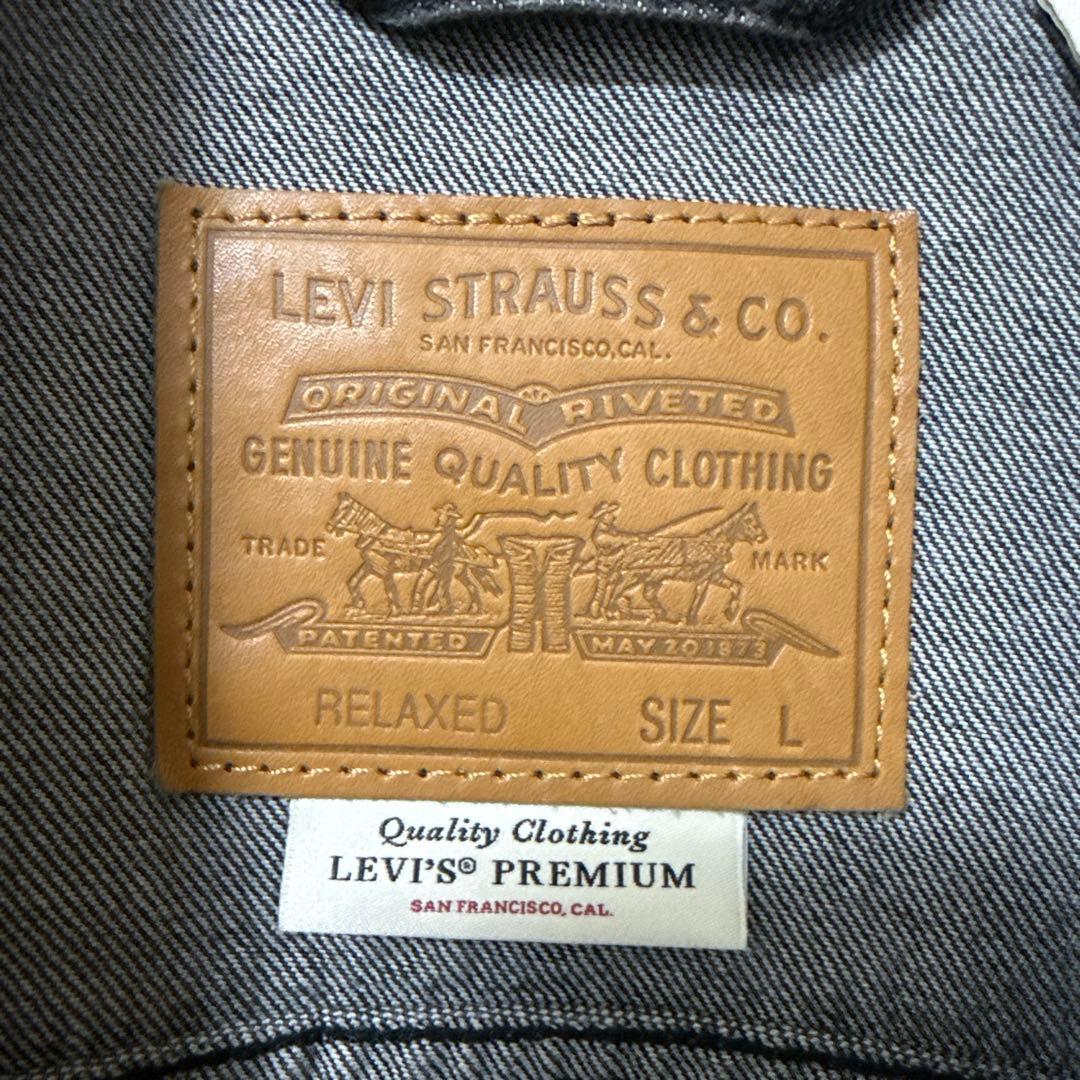 LEVI STRAUSS & CO.
SAN FRANCISCO, CAL.
ORIGINAL RIVETED
GENUINE QUALITY CLOTHING
TRADE MARK
PATENTED MAY 20 1873
RELAXED SIZE L
Quality Clothing
LEVI'S® PREMIUM
SAN FRANCISCO, CAL.